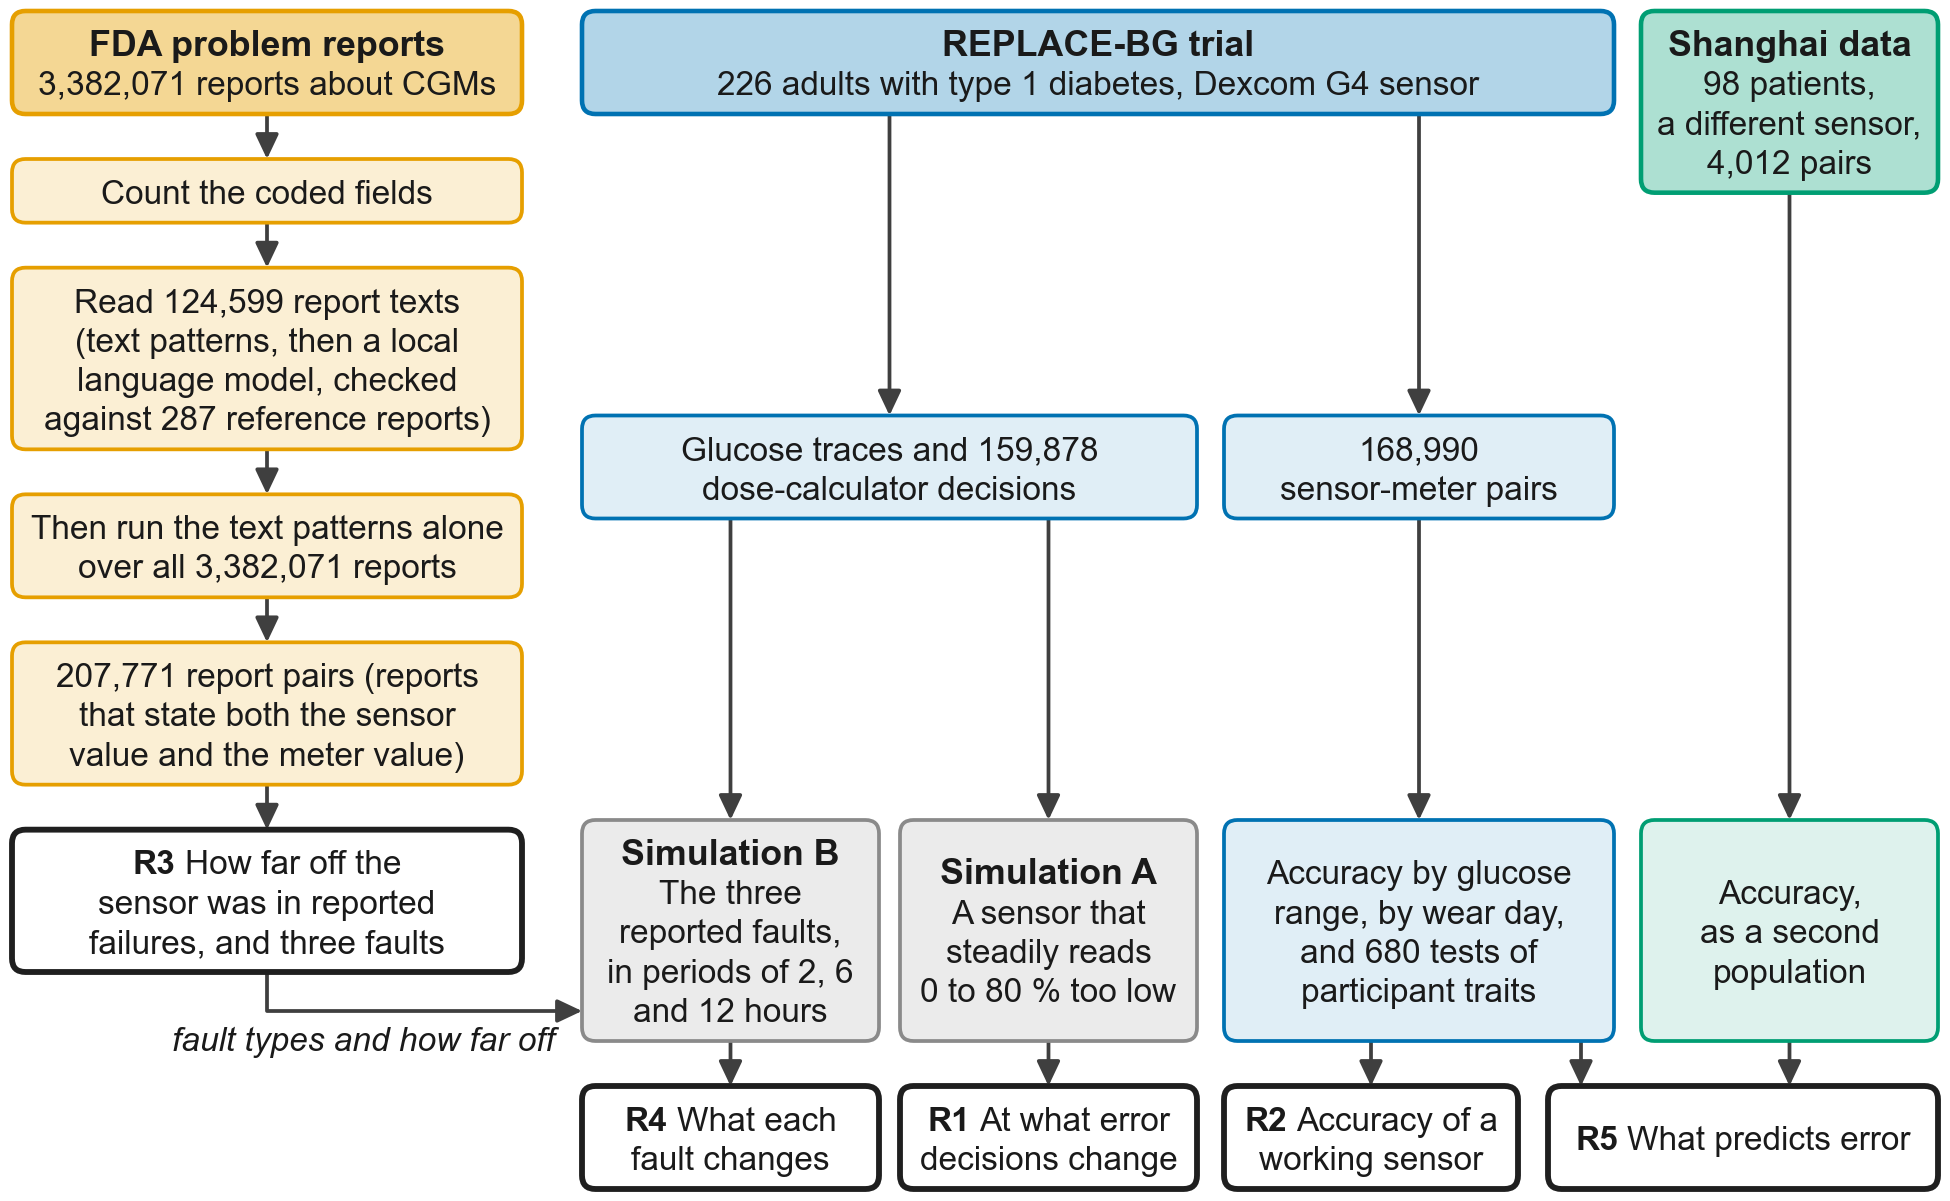 FDA problem reports
3,382,071 reports about CGMs
Count the coded fields
Read 124,599 report texts
(text patterns, then a local
language model, checked
against 287 reference reports)
Then run the text patterns alone
over all 3,382,071 reports
207,771 report pairs (reports
that state both the sensor
value and the meter value)
R3 How far off the
sensor was in reported
failures, and three faults
fault types and how far off
REPLACE-BG trial
226 adults with type 1 diabetes, Dexcom G4 sensor
Glucose traces and 159,878
dose-calculator decisions
168,990
sensor-meter pairs
Simulation B
The three
reported faults,
in periods of 2, 6
and 12 hours
Simulation A
A sensor that
steadily reads
0 to 80 % too low
Accuracy by glucose
range, by wear day,
and 680 tests of
participant traits
Shanghai data
98 patients,
a different sensor,
4,012 pairs
Accuracy,
as a second
population
R4 What each
fault changes
R1 At what error
decisions change
R2 Accuracy of a
working sensor
R5 What predicts error